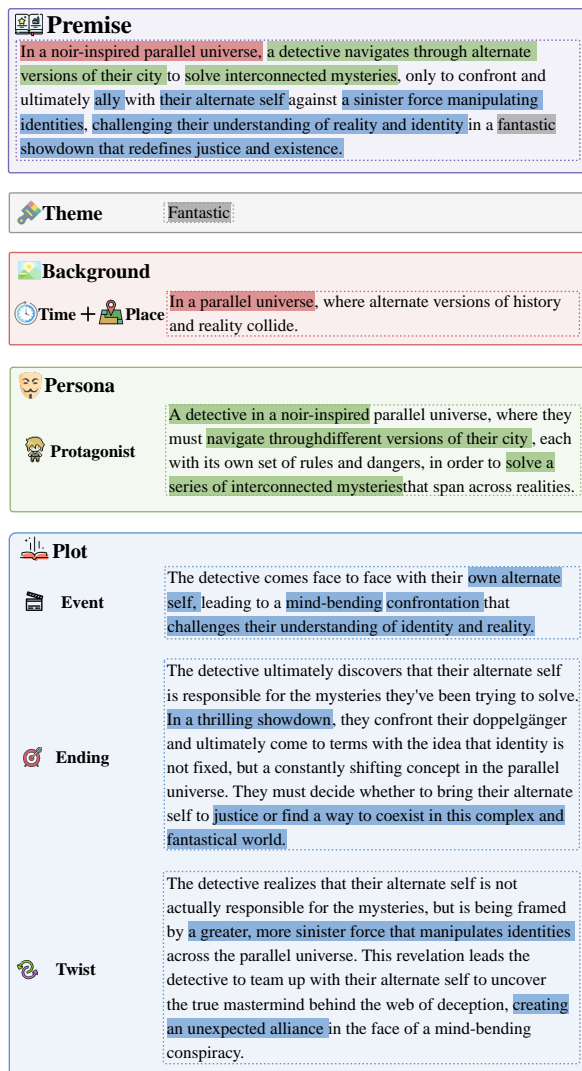 Premise
In a noir-inspired parallel universe, a detective navigates through alternate
versions of their city to solve interconnected mysteries, only to confront and
ultimately ally with their alternate self against a sinister force manipulating
identities, challenging their understanding of reality and identity in a fantastic
showdown that redefines justice and existence.
Theme
Fantastic
Background
Time + Place
In a parallel universe, where alternate versions of history
and reality collide.
Persona
Protagonist
A detective in a noir-inspired parallel universe, where they
must navigate throughdifferent versions of their city , each
with its own set of rules and dangers, in order to solve a
series of interconnected mysteriesthat span across realities.
Plot
Event
The detective comes face to face with their own alternate
self, leading to a mind-bending confrontation that
challenges their understanding of identity and reality.
Ending
The detective ultimately discovers that their alternate self
is responsible for the mysteries they've been trying to solve.
In a thrilling showdown, they confront their doppelgänger
and ultimately come to terms with the idea that identity is
not fixed, but a constantly shifting concept in the parallel
universe. They must decide whether to bring their alternate
self to justice or find a way to coexist in this complex and
fantastical world.
Twist
The detective realizes that their alternate self is not
actually responsible for the mysteries, but is being framed
by a greater, more sinister force that manipulates identities
across the parallel universe. This revelation leads the
detective to team up with their alternate self to uncover
the true mastermind behind the web of deception, creating
an unexpected alliance in the face of a mind-bending
conspiracy.